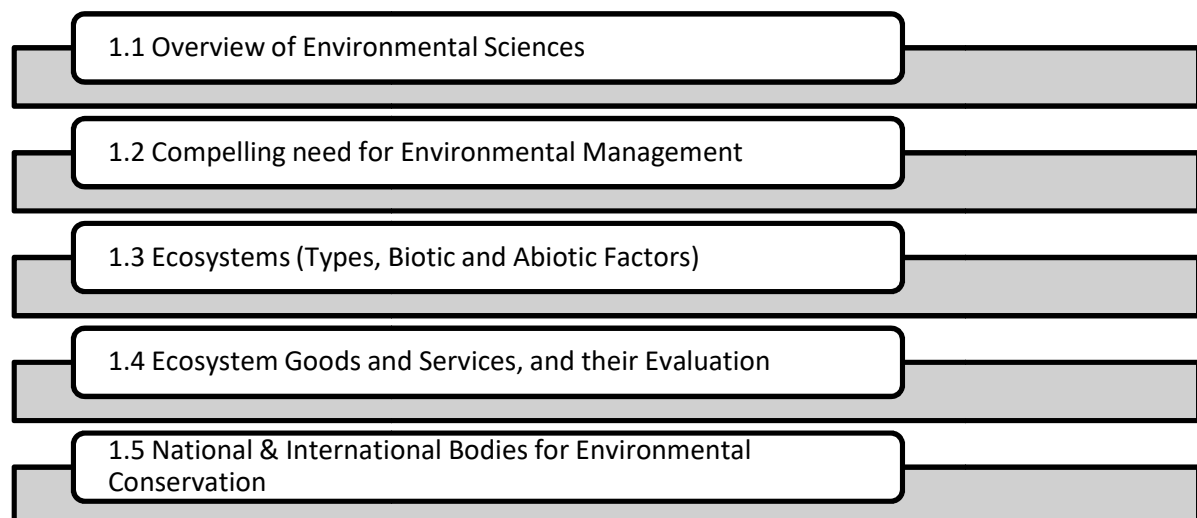 1.1 Overview of Environmental Sciences
1.2 Compelling need for Environmental Management
1.3 Ecosystems (Types, Biotic and Abiotic Factors)
1.4 Ecosystem Goods and Services, and their Evaluation
1.5 National & International Bodies for Environmental
Conservation